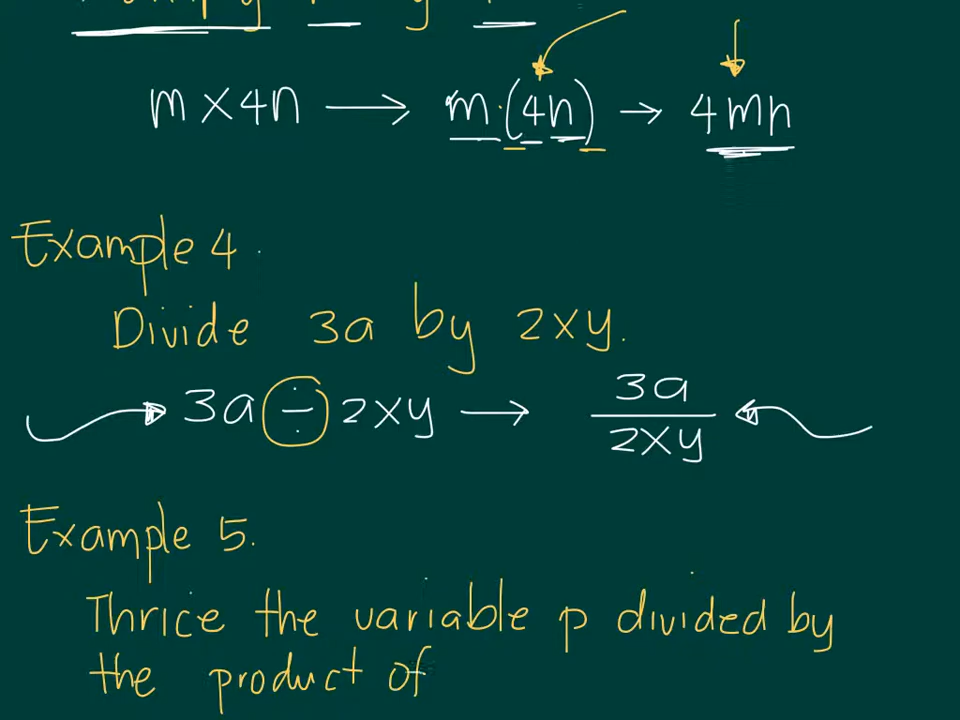 m × 4n → m·(4n) → 4mn
Example 4.
Divide 3a by 2xy.
3a ÷ 2xy → 3a/2xy
Example 5.
Thrice the variable p divided by
the product of